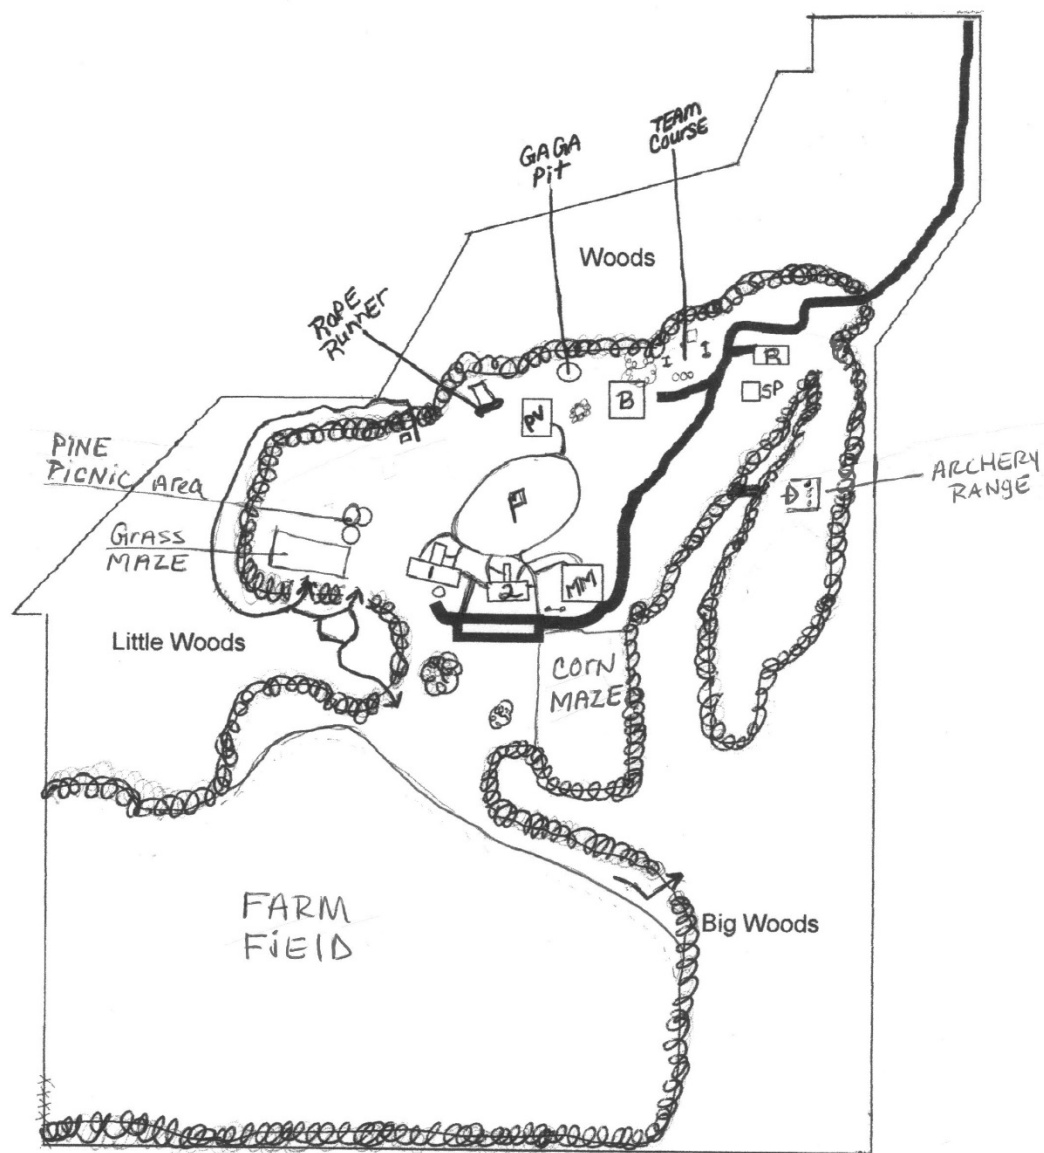 TEAM
Course
GAGA
Pit
Woods
ROPE
Runner
R
SP
B
PV
PINE
Picnic Area
ARCHERY
RANGE
GrASS
MAZE
1
2
MM
Little Woods
CORN
MAZE
FARM
FiElD
Big Woods